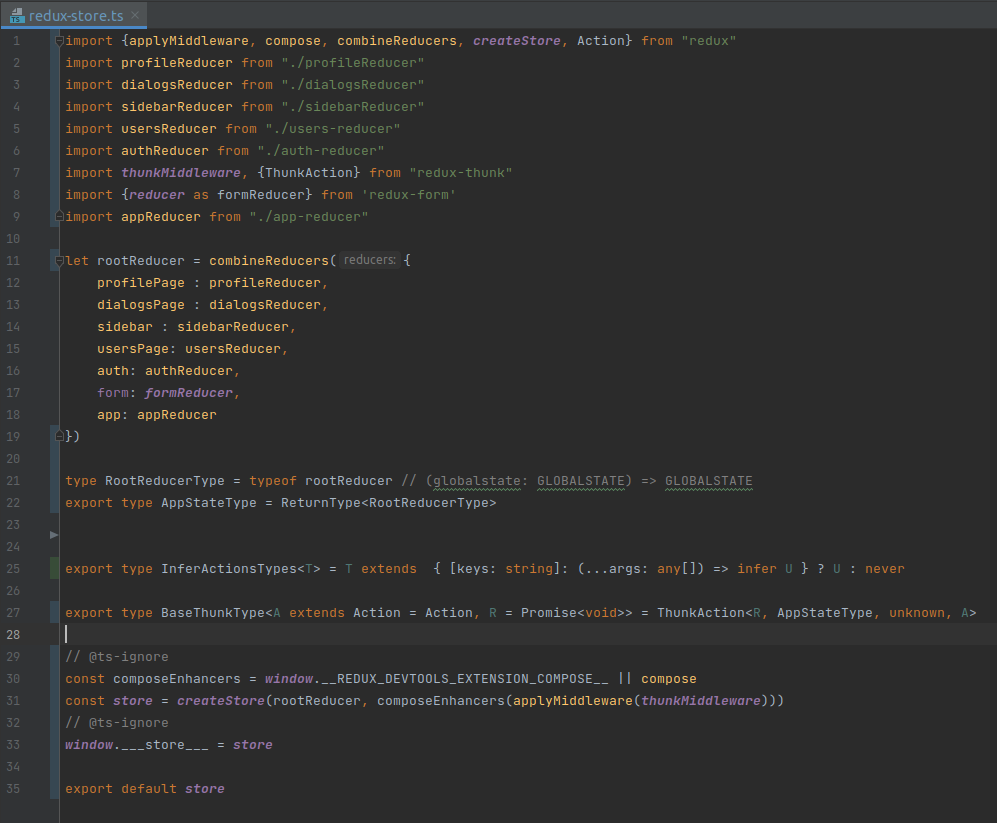 TS redux-store.ts ×
1 import {applyMiddleware, compose, combineReducers, createStore, Action} from "redux"
2 import profileReducer from "./profileReducer"
3 import dialogsReducer from "./dialogsReducer"
4 import sidebarReducer from "./sidebarReducer"
5 import usersReducer from "./users-reducer"
6 import authReducer from "./auth-reducer"
7 import thunkMiddleware, {ThunkAction} from "redux-thunk"
8 import {reducer as formReducer} from 'redux-form'
9 import appReducer from "./app-reducer"
10
11 let rootReducer = combineReducers( reducers: {
12     profilePage : profileReducer,
13     dialogsPage : dialogsReducer,
14     sidebar : sidebarReducer,
15     usersPage: usersReducer,
16     auth: authReducer,
17     form: formReducer,
18     app: appReducer
19 })
20
21 type RootReducerType = typeof rootReducer // (globalstate: GLOBALSTATE) => GLOBALSTATE
22 export type AppStateType = ReturnType<RootReducerType>
23
24
25 export type InferActionsTypes<T> = T extends  { [keys: string]: (...args: any[]) => infer U } ? U : never
26
27 export type BaseThunkType<A extends Action = Action, R = Promise<void>> = ThunkAction<R, AppStateType, unknown, A>
28
29 // @ts-ignore
30 const composeEnhancers = window.__REDUX_DEVTOOLS_EXTENSION_COMPOSE__ || compose
31 const store = createStore(rootReducer, composeEnhancers(applyMiddleware(thunkMiddleware)))
32 // @ts-ignore
33 window.___store___ = store
34
35 export default store